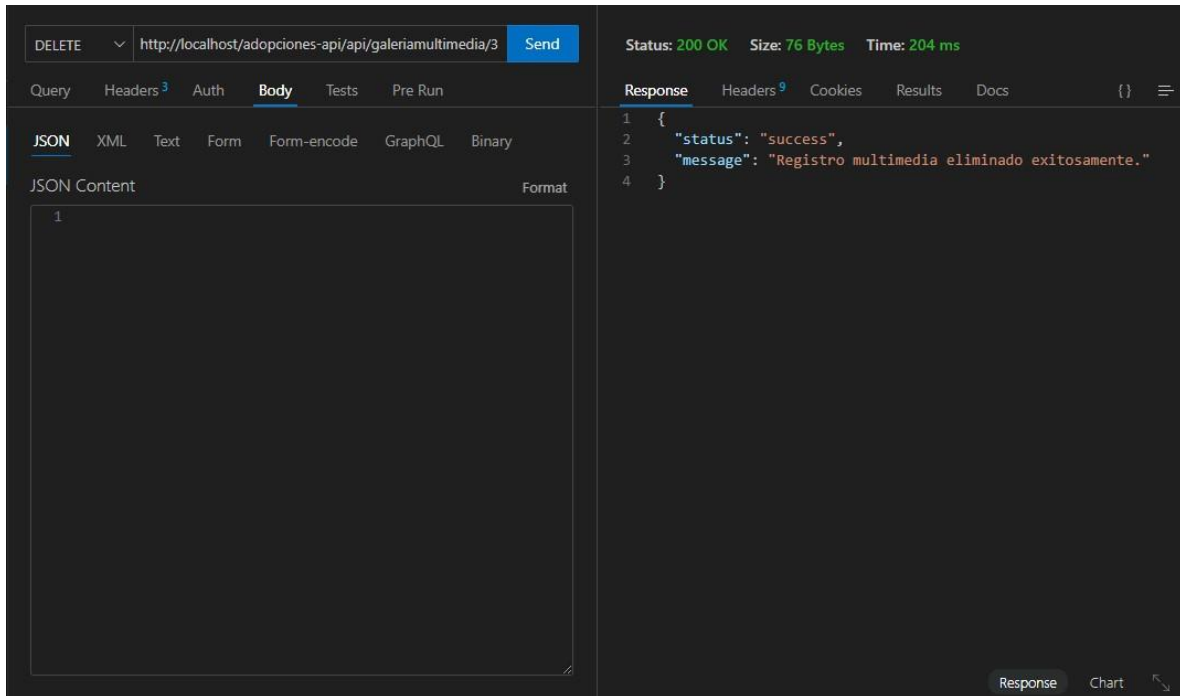 DELETE http://localhost/adopciones-api/api/galeriamultimedia/3 Send
Query Headers 3 Auth Body Tests Pre Run
JSON XML Text Form Form-encode GraphQL Binary
JSON Content Format
1
Status: 200 OK Size: 76 Bytes Time: 204 ms
Response Headers 9 Cookies Results Docs {}
1 {
2 "status": "success",
3 "message": "Registro multimedia eliminado exitosamente."
4 }
Response Chart